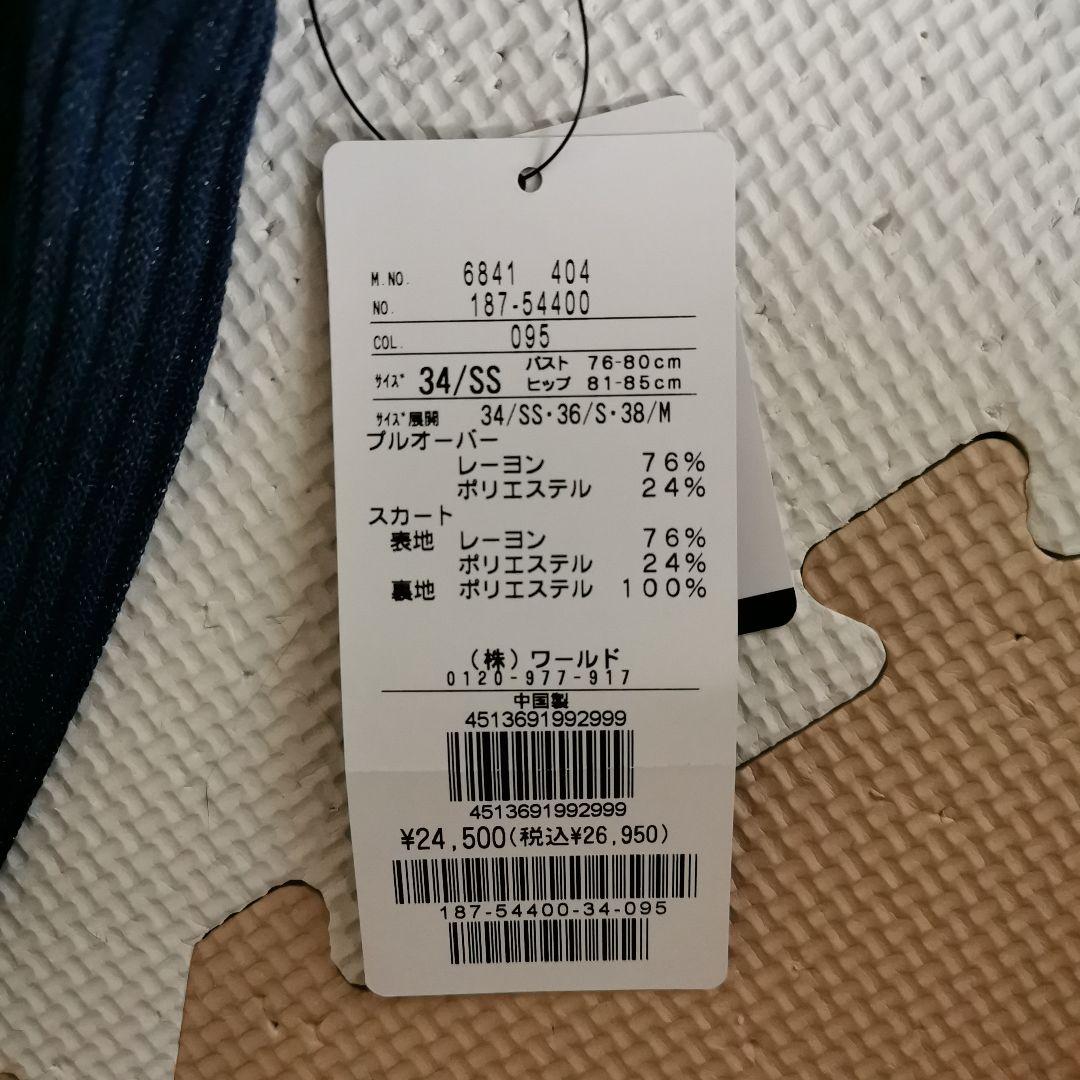 M.NO. 6841 404
NO. 187-54400
COL. 095
サイズ 34/SS バスト 76-80cm
ヒップ 81-85cm
サイズ展開 34/SS・36/S・38/M
プルオーバー
レーヨン 76%
ポリエステル 24%
スカート
表地 レーヨン 76%
ポリエステル 24%
裏地 ポリエステル 100%
（株）ワールド
0120-977-917
中国製
4513691992999
4513691992999
¥24,500(税込¥26,950)
187-54400-34-095